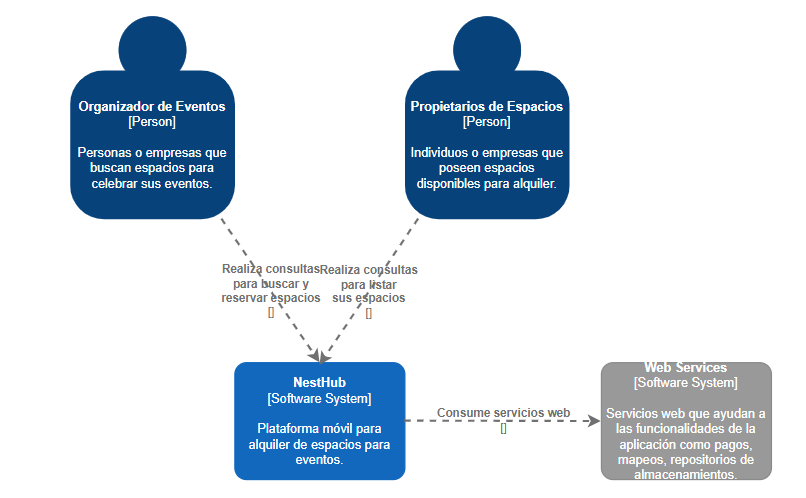 Organizador de Eventos
[Person]
Personas o empresas que
buscan espacios para
celebrar sus eventos.
Propietarios de Espacios
[Person]
Individuos o empresas que
poseen espacios
disponibles para alquiler.
Realiza consultas
para buscar y
reservar espacios
[]
Realiza consultas
para listar
sus espacios
[]
NestHub
[Software System]
Plataforma móvil para
alquiler de espacios para
eventos.
Consume servicios web
[]
Web Services
[Software System]
Servicios web que ayudan a
las funcionalidades de la
aplicación como pagos,
mapeos, repositorios de
almacenamientos.